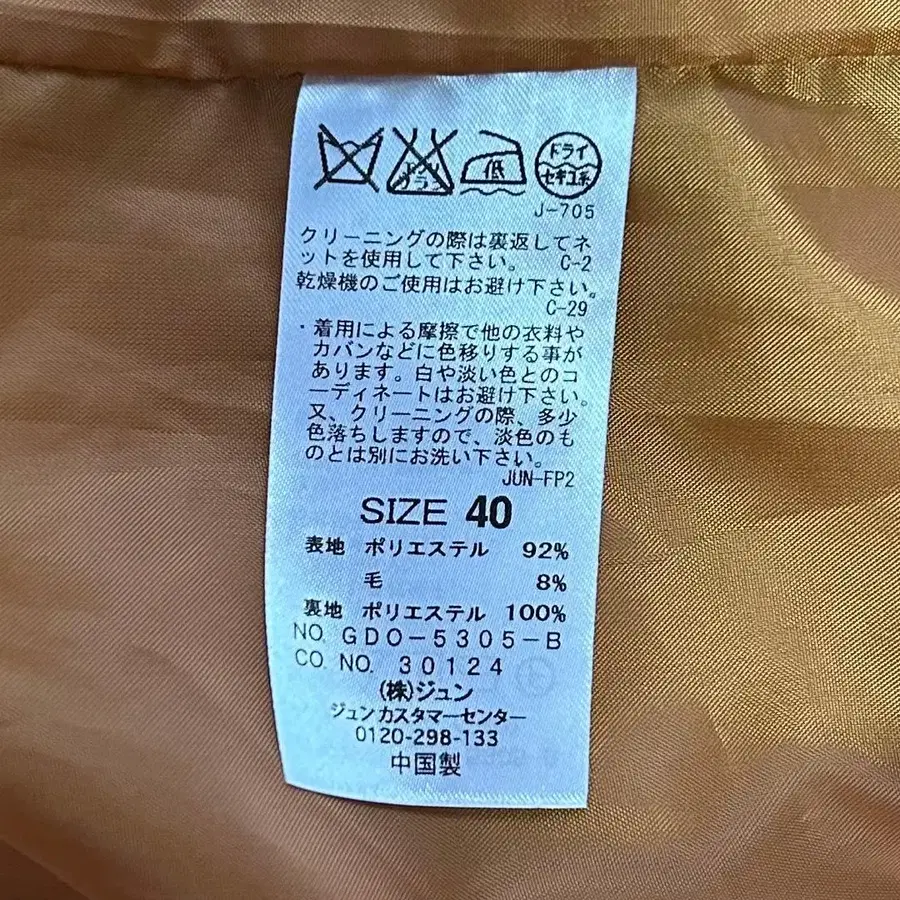 低 ドライ
セキユ系
J-705
クリーニングの際は裏返してネ
ットを使用して下さい。 C-2
乾燥機のご使用はお避け下さい。
C-29
・着用による摩擦で他の衣料や
カバンなどに色移りする事が
あります。白や淡い色とのコ
ーディネートはお避け下さい。
又、クリーニングの際、多少
色落ちしますので、淡色のも
のとは別にお洗い下さい。
JUN-FP2
SIZE 40
表地 ポリエステル 92%
毛 8%
裏地 ポリエステル 100%
NO. GDO-5305-B
CO. NO. 30124
(株)ジュン
ジュンカスタマーセンター
0120-298-133
中国製